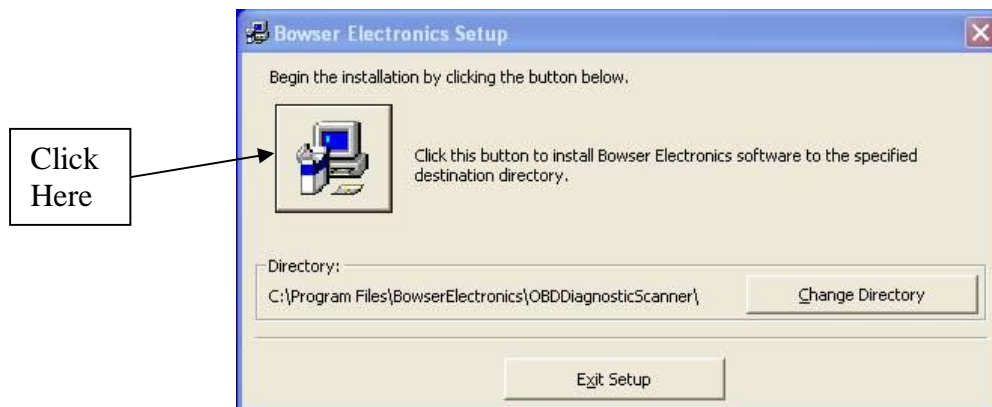 Bowser Electronics Setup
Begin the installation by clicking the button below.
Click
Here
Click this button to install Bowser Electronics software to the specified
destination directory.
Directory:
C:\Program Files\BowserElectronics\OBDDiagnosticScanner\
Change Directory
Exit Setup